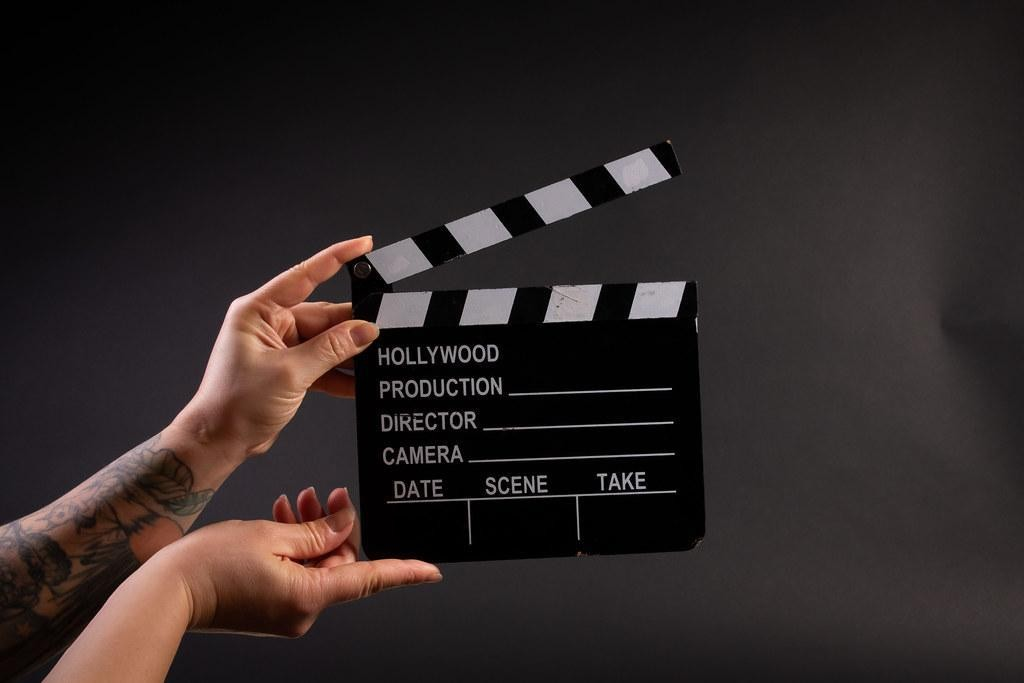 HOLLYWOOD
PRODUCTION
DIRECTOR
CAMERA
DATE SCENE TAKE